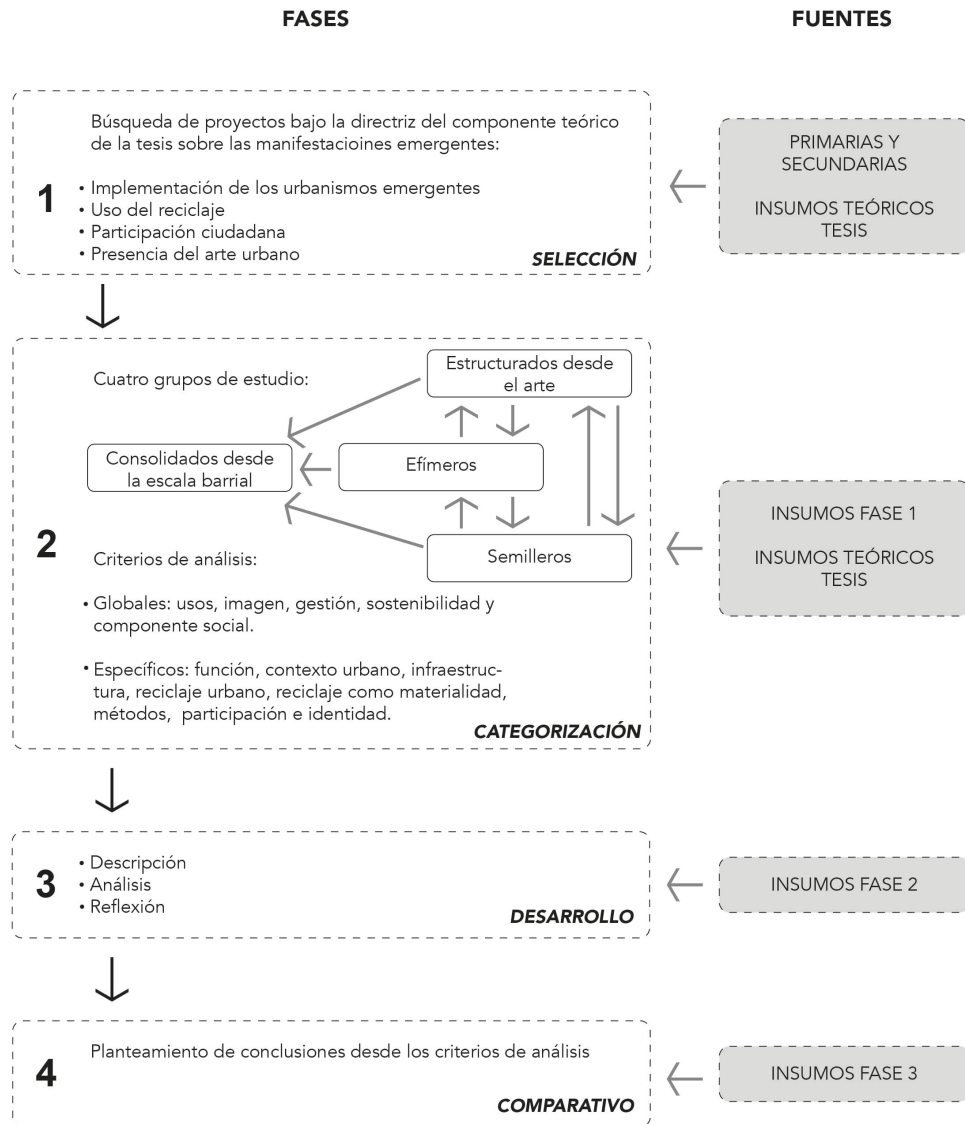 FASES
FUENTES
Búsqueda de proyectos bajo la directriz del componente teórico
de la tesis sobre las manifestacioines emergentes:
1
• Implementación de los urbanismos emergentes
• Uso del reciclaje
• Participación ciudadana
• Presencia del arte urbano
SELECCIÓN
PRIMARIAS Y
SECUNDARIAS
INSUMOS TEÓRICOS
TESIS
2
Cuatro grupos de estudio:
Estructurados desde
el arte
Consolidados desde
la escala barrial
Efímeros
Semilleros
Criterios de análisis:
• Globales: usos, imagen, gestión, sostenibilidad y
componente social.
• Específicos: función, contexto urbano, infraestruc-
tura, reciclaje urbano, reciclaje como materialidad,
métodos, participación e identidad.
CATEGORIZACIÓN
INSUMOS FASE 1
INSUMOS TEÓRICOS
TESIS
3
• Descripción
• Análisis
• Reflexión
DESARROLLO
INSUMOS FASE 2
4
Planteamiento de conclusiones desde los criterios de análisis
COMPARATIVO
INSUMOS FASE 3